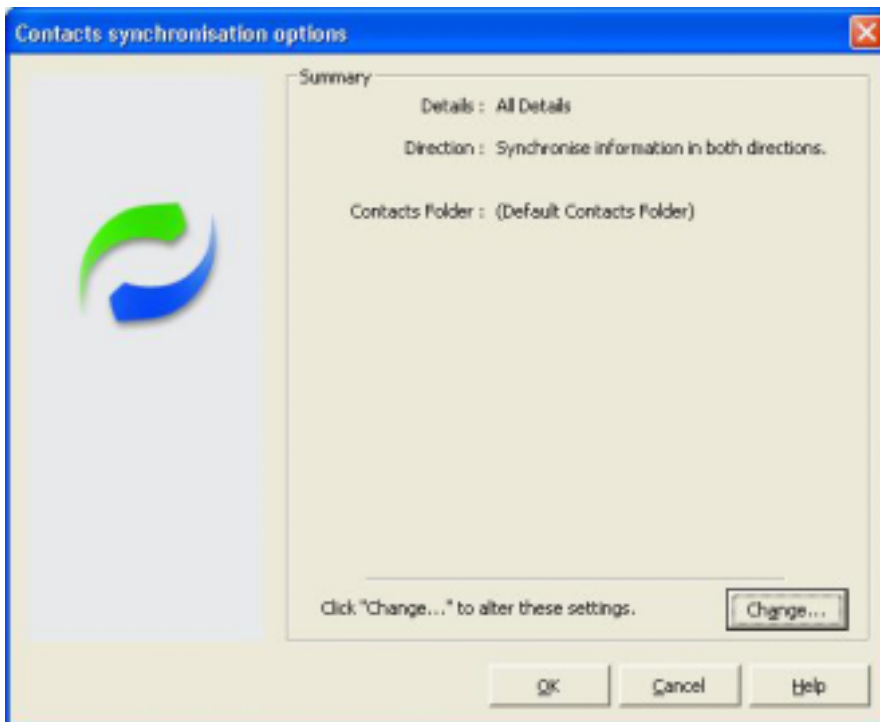 Contacts synchronisation options
Summary
Details : All Details
Direction : Synchronise information in both directions.
Contacts Folder : (Default Contacts Folder)
Click "Change..." to alter these settings.
Change...
OK
Cancel
Help